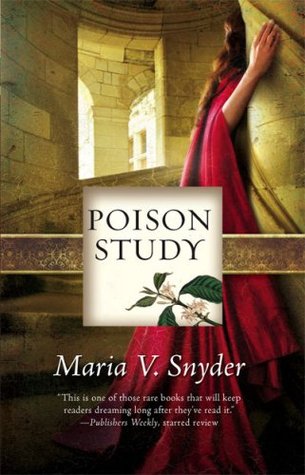 POISON
STUDY
Maria V. Snyder
"This is one of those rare books that will keep
readers dreaming long after they've read it."
—Publishers Weekly, starred review